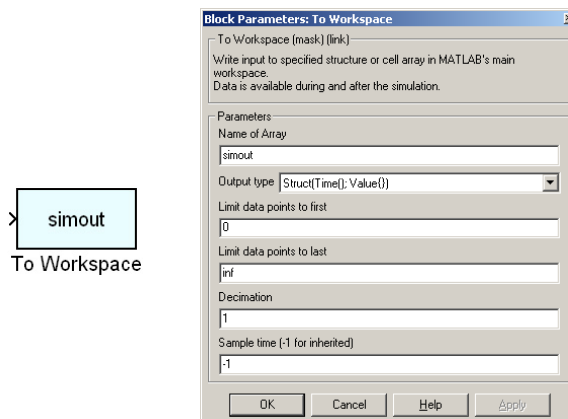 Block Parameters: To Workspace
To Workspace (mask) (link)
Write input to specified structure or cell array in MATLAB's main
workspace.
Data is available during and after the simulation.
Parameters
Name of Array
simout
Output type Struct(Time(); Value{})
Limit data points to first
0
Limit data points to last
inf
Decimation
1
Sample time (-1 for inherited)
-1
OK Cancel Help Apply
simout
To Workspace